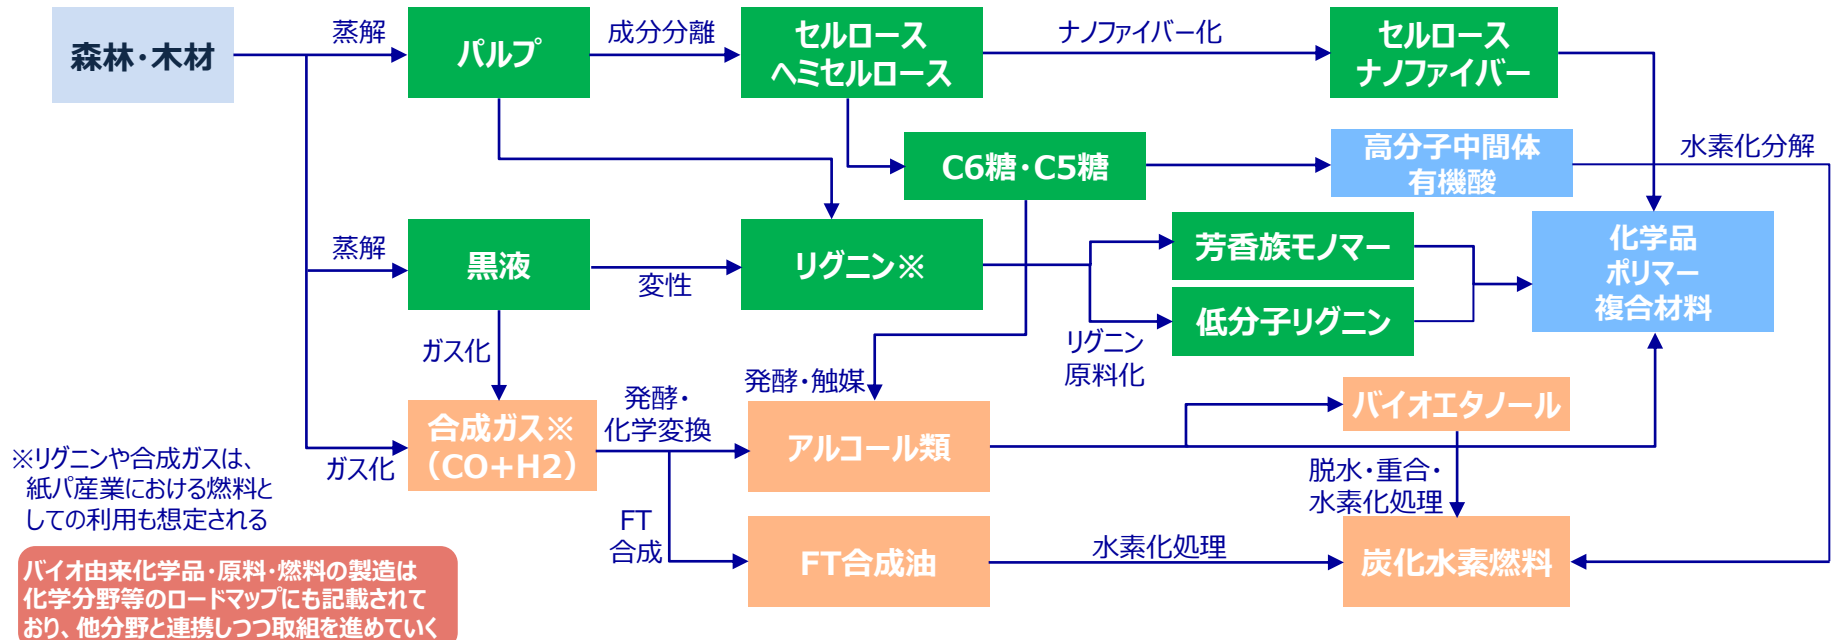 森林・木材
蒸解
パルプ
成分分離
セルロース
ヘミセルロース
ナノファイバー化
セルロース
ナノファイバー
C6糖・C5糖
高分子中間体
有機酸
水素化分解
蒸解
黒液
変性
リグニン※
芳香族モノマー
低分子リグニン
リグニン
原料化
化学品
ポリマー
複合材料
ガス化
ガス化
合成ガス※
（CO+H2）
発酵・
化学変換
発酵・触媒
アルコール類
バイオエタノール
脱水・重合・
水素化処理
FT
合成
FT合成油
水素化処理
炭化水素燃料
※リグニンや合成ガスは、
紙パ産業における燃料と
しての利用も想定される
バイオ由来化学品・原料・燃料の製造は
化学分野等のロードマップにも記載されて
おり、他分野と連携しつつ取組を進めていく